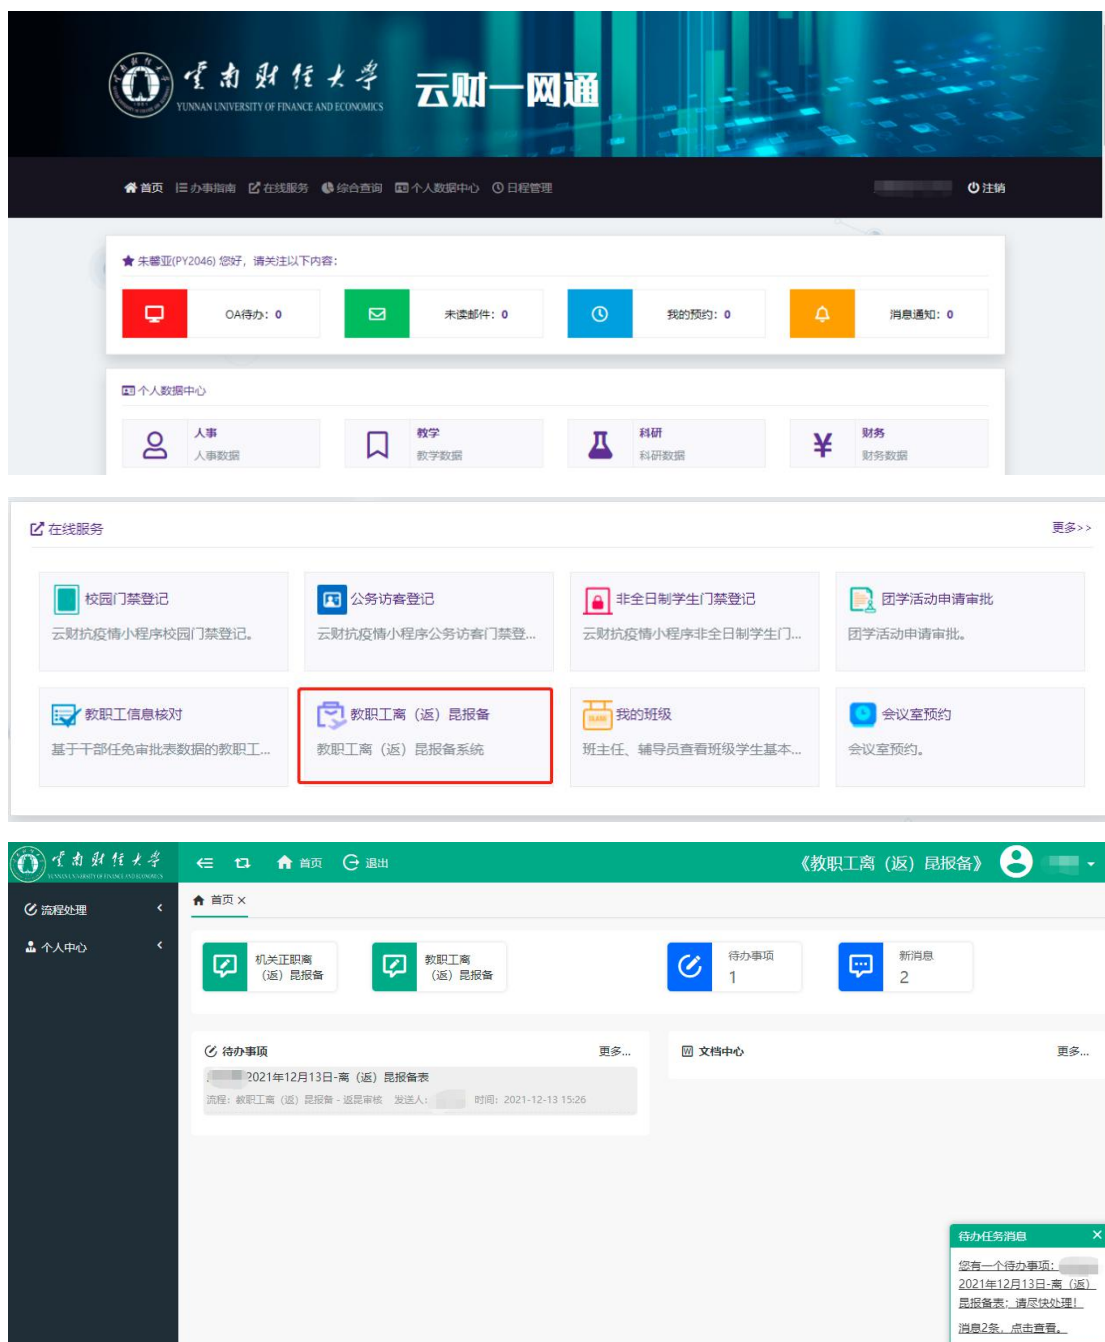 雲南财经大学
YUNNAN UNIVERSITY OF FINANCE AND ECONOMICS
云财一网通
首页 办事指南 在线服务 综合查询 个人数据中心 日程管理 注销
朱馨亚(PY2046) 您好，请关注以下内容：
OA待办：0 未读邮件：0 我的预约：0 消息通知：0
个人数据中心
人事 教学 科研 财务
人事数据 教学数据 科研数据 财务数据
在线服务 更多>>
校园门禁登记 公务访客登记 非全日制学生门禁登记 团学活动申请审批
云财抗疫情小程序校园门禁登记。 云财抗疫情小程序公务访客门禁登... 云财抗疫情小程序非全日制学生门... 团学活动申请审批。
教职工信息核对 教职工离（返）昆报备 我的班级 会议室预约
基于干部任免审批表数据的教职工... 教职工离（返）昆报备系统 班主任、辅导员查看班级学生基本... 会议室预约。
雲南财经大学
YUNNAN UNIVERSITY OF FINANCE AND ECONOMICS
首页 退出 《教职工离（返）昆报备》
流程处理
首页 ×
个人中心
机关正职离
（返）昆报备
教职工离
（返）昆报备
待办事项
1
新消息
2
待办事项 更多... 文档中心 更多...
2021年12月13日-离（返）昆报备表
流程：教职工离（返）昆报备 - 返昆审核 发送人： 时间：2021-12-13 15:26
待办任务消息 ×
您有一个待办事项：
2021年12月13日-离（返）
昆报备表；请尽快处理！
消息2条，点击查看。